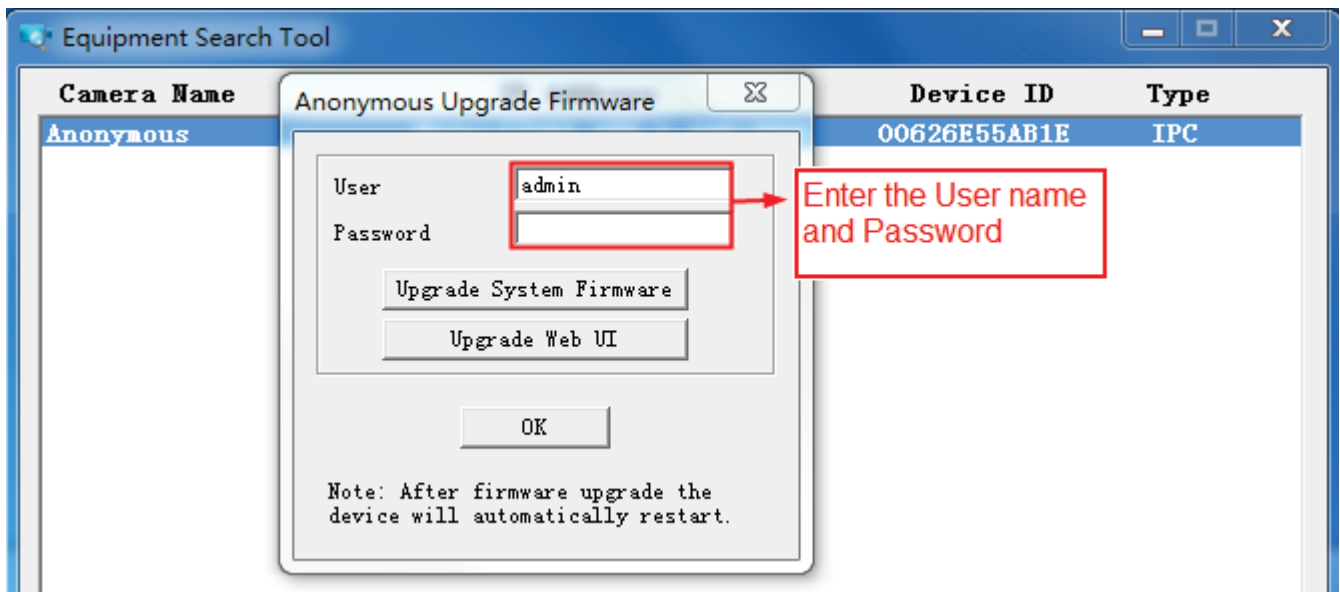 Equipment Search Tool
Camera Name
Device ID
Type
Anonymous
00626E55AB1E
IPC
Anonymous Upgrade Firmware
User
admin
Password
Upgrade System Firmware
Upgrade Web UI
OK
Note: After firmware upgrade the
device will automatically restart.
Enter the User name
and Password